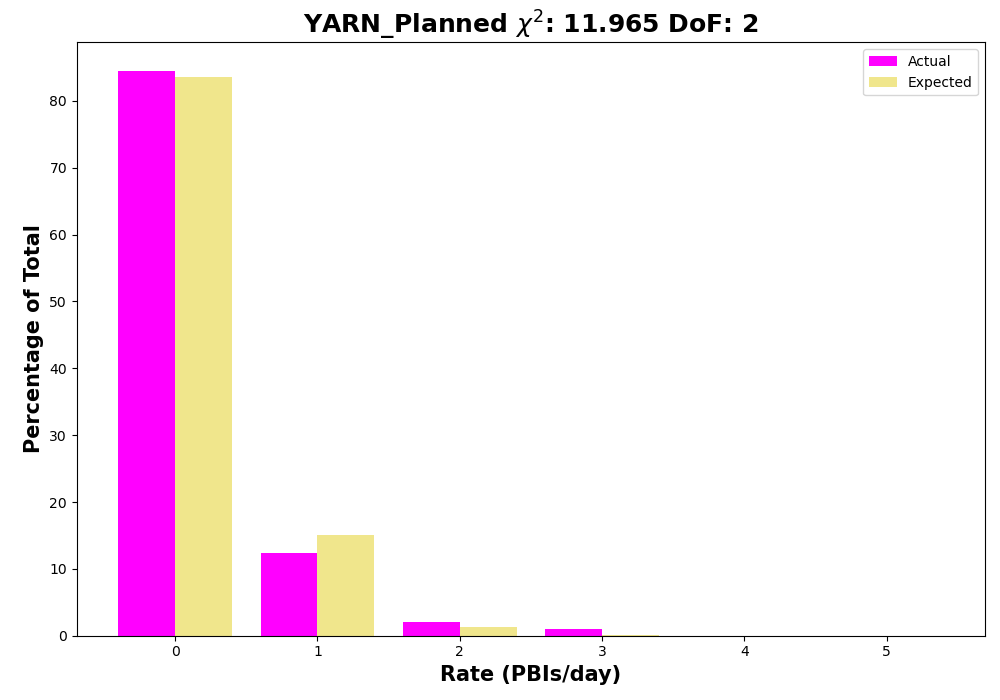 YARN_Planned χ²: 11.965 DoF: 2
Actual
Expected
Percentage of Total
80
70
60
50
40
30
20
10
0
0 1 2 3 4 5
Rate (PBIs/day)